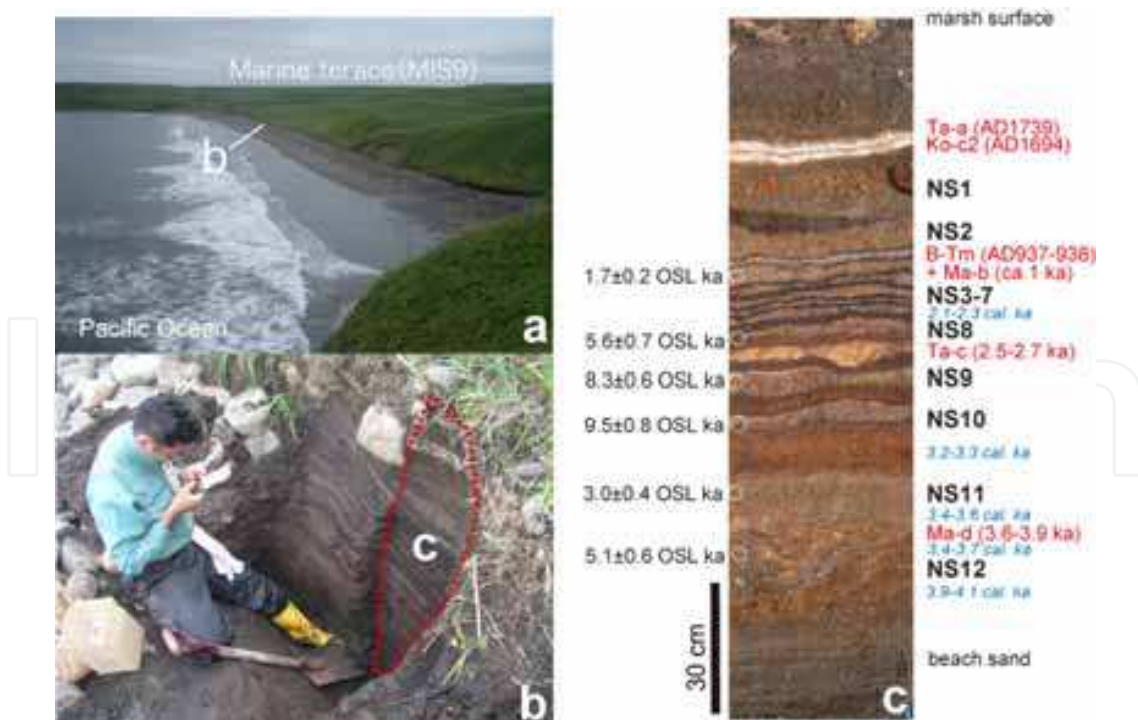 Marine terace(MIS9)
b
Pacific Ocean
a
c
b
marsh surface
Ta-a (AD1739)
Ko-c2 (AD1694)
NS1
NS2
B-Tm (AD937-938)
+ Ma-b (ca.1 ka)
1.7±0.2 OSL ka
NS3-7
2.1-2.3 cal. ka
5.6±0.7 OSL ka
NS8
Ta-c (2.5-2.7 ka)
8.3±0.6 OSL ka
NS9
9.5±0.8 OSL ka
NS10
3.2-3.3 cal. ka
3.0±0.4 OSL ka
NS11
3.4-3.6 cal. ka
Ma-d (3.6-3.9 ka)
5.1±0.6 OSL ka
3.4-3.7 cal. ka
NS12
3.9-4.1 cal. ka
30 cm
beach sand
c